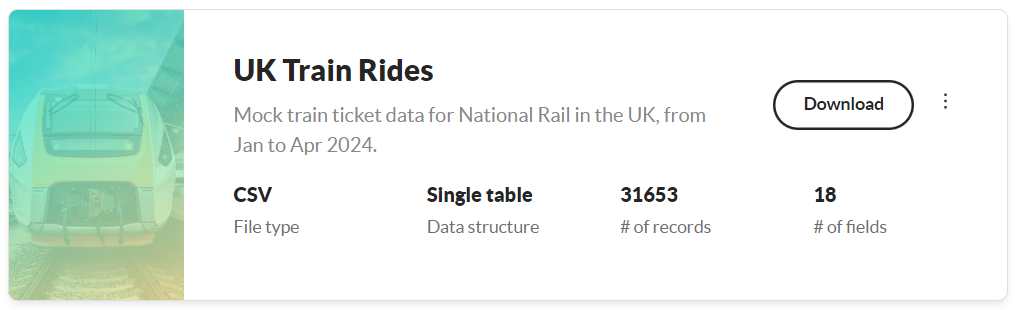 UK Train Rides
Mock train ticket data for National Rail in the UK, from
Jan to Apr 2024.
Download
CSV
File type
Single table
Data structure
31653
# of records
18
# of fields